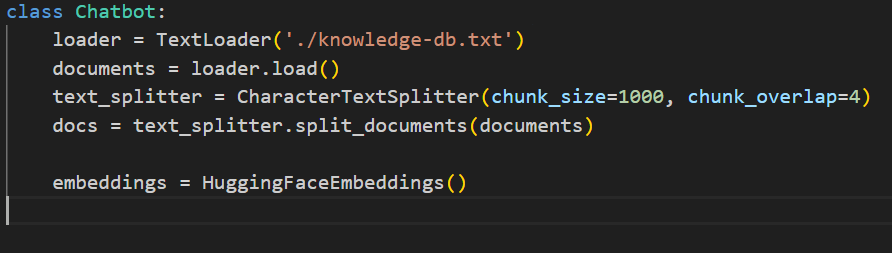 class Chatbot:
    loader = TextLoader('./knowledge-db.txt')
    documents = loader.load()
    text_splitter = CharacterTextSplitter(chunk_size=1000, chunk_overlap=4)
    docs = text_splitter.split_documents(documents)
    embeddings = HuggingFaceEmbeddings()